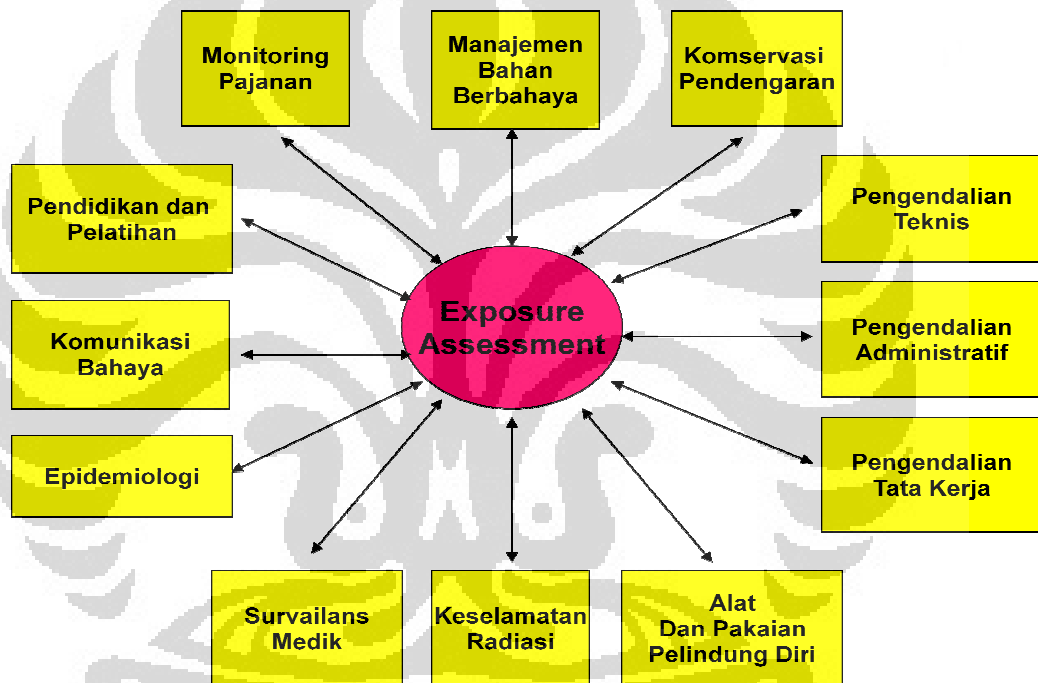 Monitoring
Pajanan
Manajemen
Bahan
Berbahaya
Komservasi
Pendengaran
Pendidikan dan
Pelatihan
Pengendalian
Teknis
Exposure
Assessment
Komunikasi
Bahaya
Pengendalian
Administratif
Epidemiologi
Pengendalian
Tata Kerja
Survailans
Medik
Keselamatan
Radiasi
Alat
Dan Pakaian
Pelindung Diri